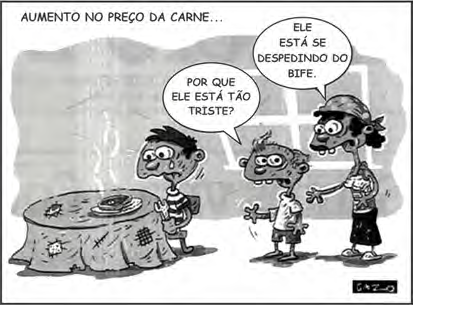 AUMENTO NO PREÇO DA CARNE...
ELE
ESTÁ SE
DESPEDINDO DO
BIFE.
POR QUE
ELE ESTÁ TÃO
TRISTE?